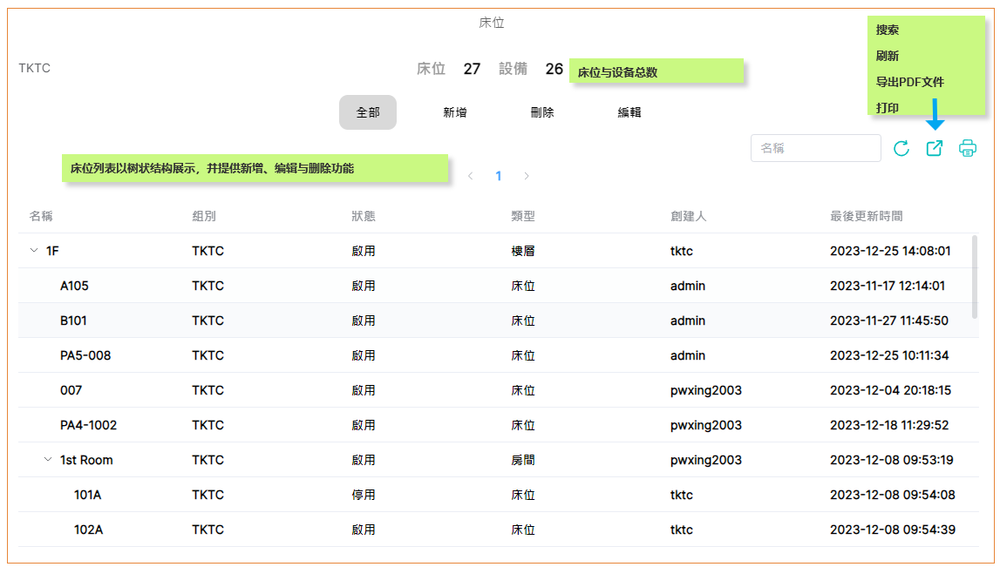 床位
搜索
刷新
导出PDF文件
打印
TKTC
床位 27 設備 26
床位与设备总数
全部 新增 刪除 編輯
名稱
床位列表以树状结构展示，并提供新增、编辑与删除功能
1
名稱 組別 狀態 類型 創建人 最後更新時間
1F TKTC 啟用 樓層 tktc 2023-12-25 14:08:01
A105 TKTC 啟用 床位 admin 2023-11-17 12:14:01
B101 TKTC 啟用 床位 admin 2023-11-27 11:45:50
PA5-008 TKTC 啟用 床位 admin 2023-12-25 10:11:34
007 TKTC 啟用 床位 pwxing2003 2023-12-04 20:18:15
PA4-1002 TKTC 啟用 床位 pwxing2003 2023-12-18 11:29:52
1st Room TKTC 啟用 房間 pwxing2003 2023-12-08 09:53:19
101A TKTC 停用 床位 tktc 2023-12-08 09:54:08
102A TKTC 啟用 床位 tktc 2023-12-08 09:54:39